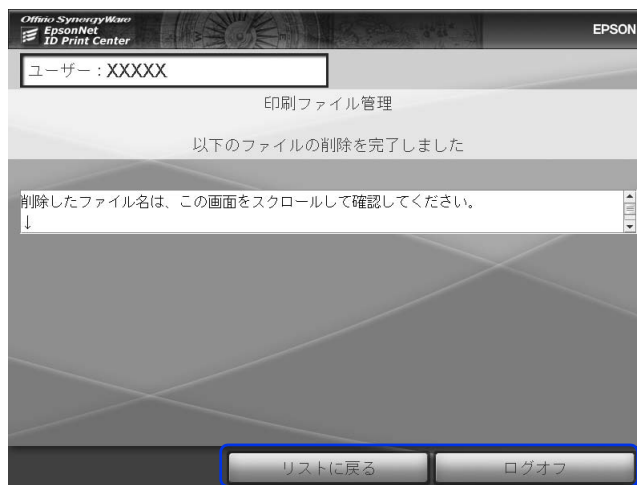 Offirio SynergyWare
EpsonNet
ID Print Center
EPSON
ユーザー：XXXXX
印刷ファイル管理
以下のファイルの削除を完了しました
削除したファイル名は、この画面をスクロールして確認してください。
↓
リストに戻る
ログオフ